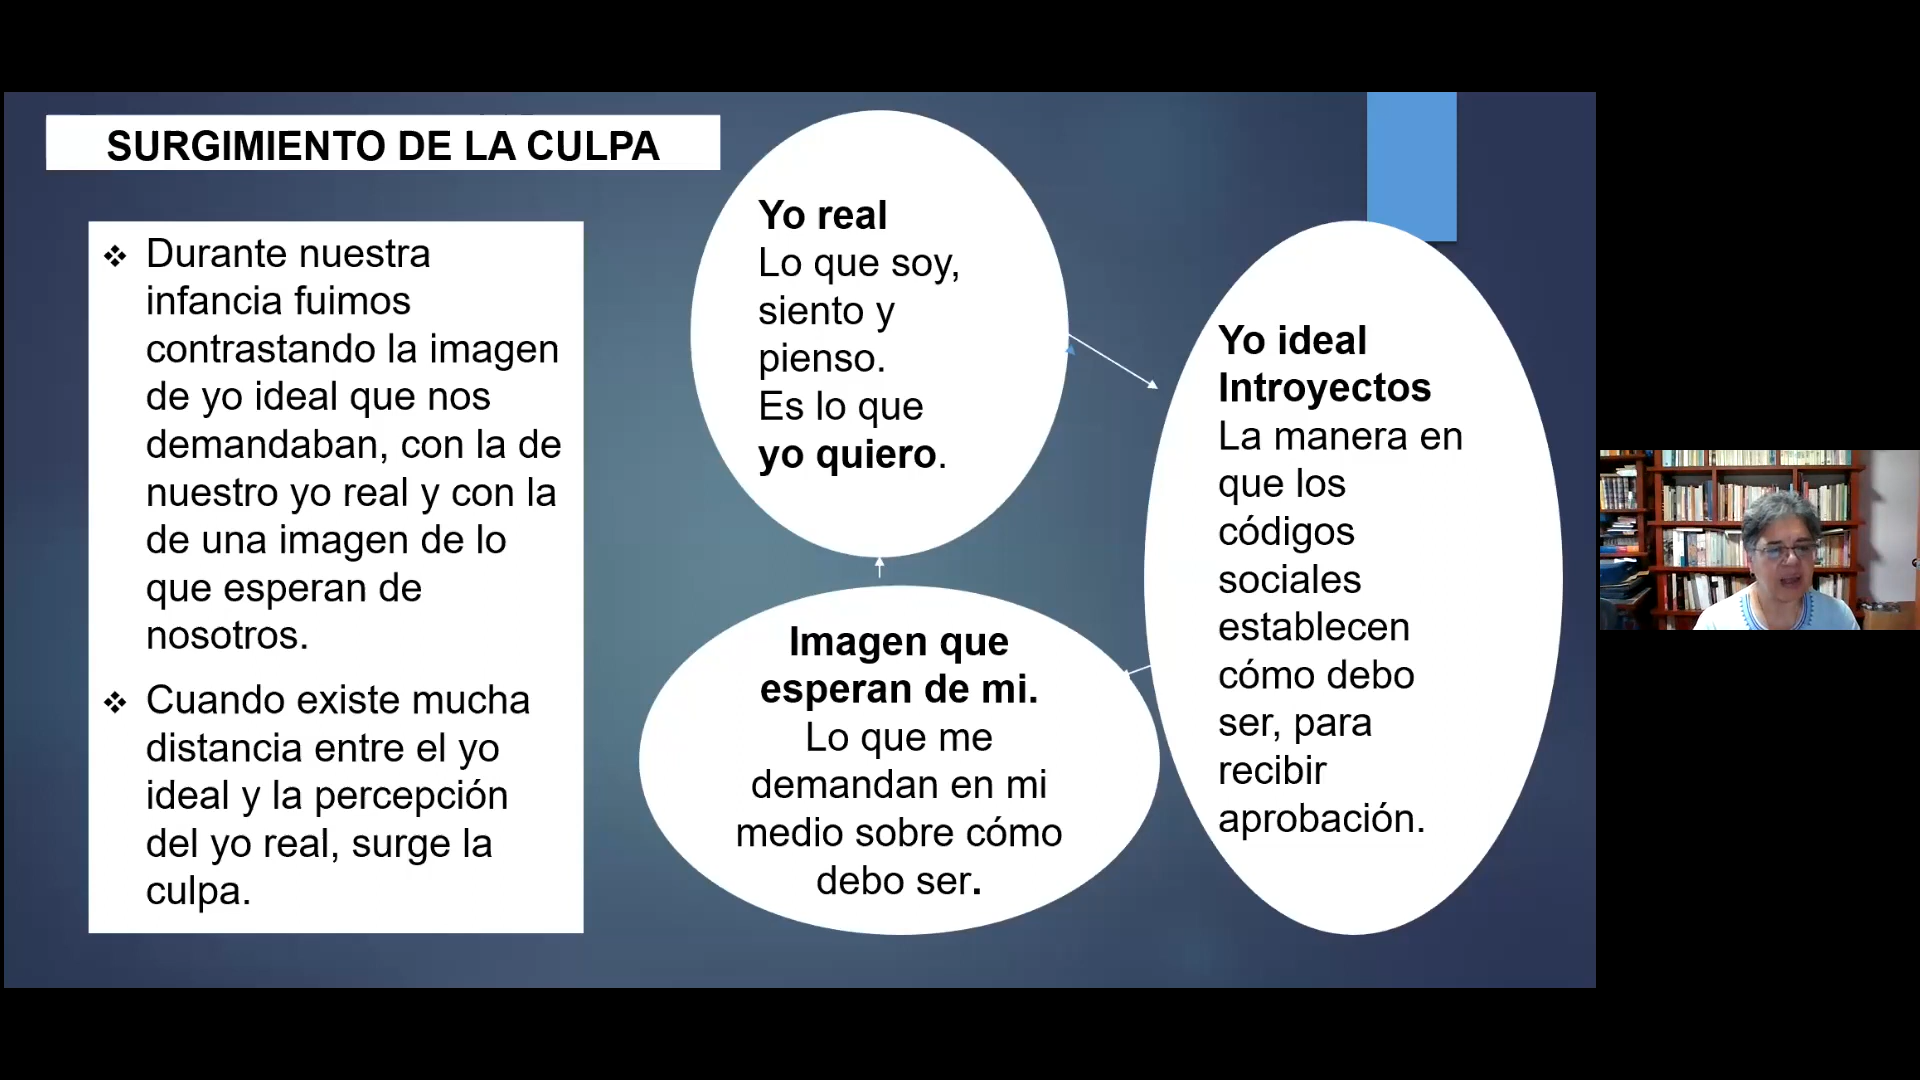 SURGIMIENTO DE LA CULPA
❖ Durante nuestra
infancia fuimos
contrastando la imagen
de yo ideal que nos
demandaban, con la de
nuestro yo real y con la
de una imagen de lo
que esperan de
nosotros.
❖ Cuando existe mucha
distancia entre el yo
ideal y la percepción
del yo real, surge la
culpa.
Yo real
Lo que soy,
siento y
pienso.
Es lo que
yo quiero.
Yo ideal
Introyectos
La manera en
que los
códigos
sociales
establecen
cómo debo
ser, para
recibir
aprobación.
Imagen que
esperan de mi.
Lo que me
demandan en mi
medio sobre cómo
debo ser.